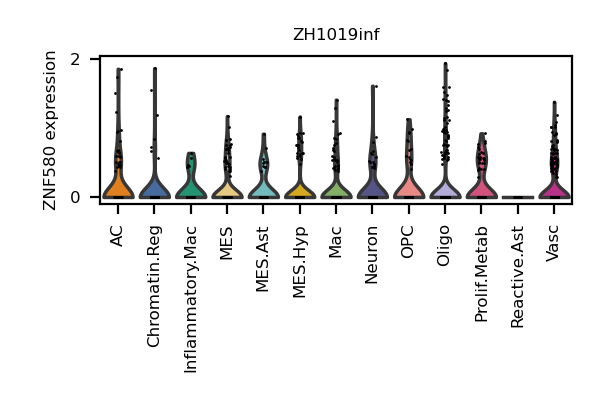 ZH1019inf
ZNF580 expression
2
0
AC
Chromatin.Reg
Inflammatory.Mac
MES
MES.Ast
MES.Hyp
Mac
Neuron
OPC
Oligo
Prolif.Metab
Reactive.Ast
Vasc